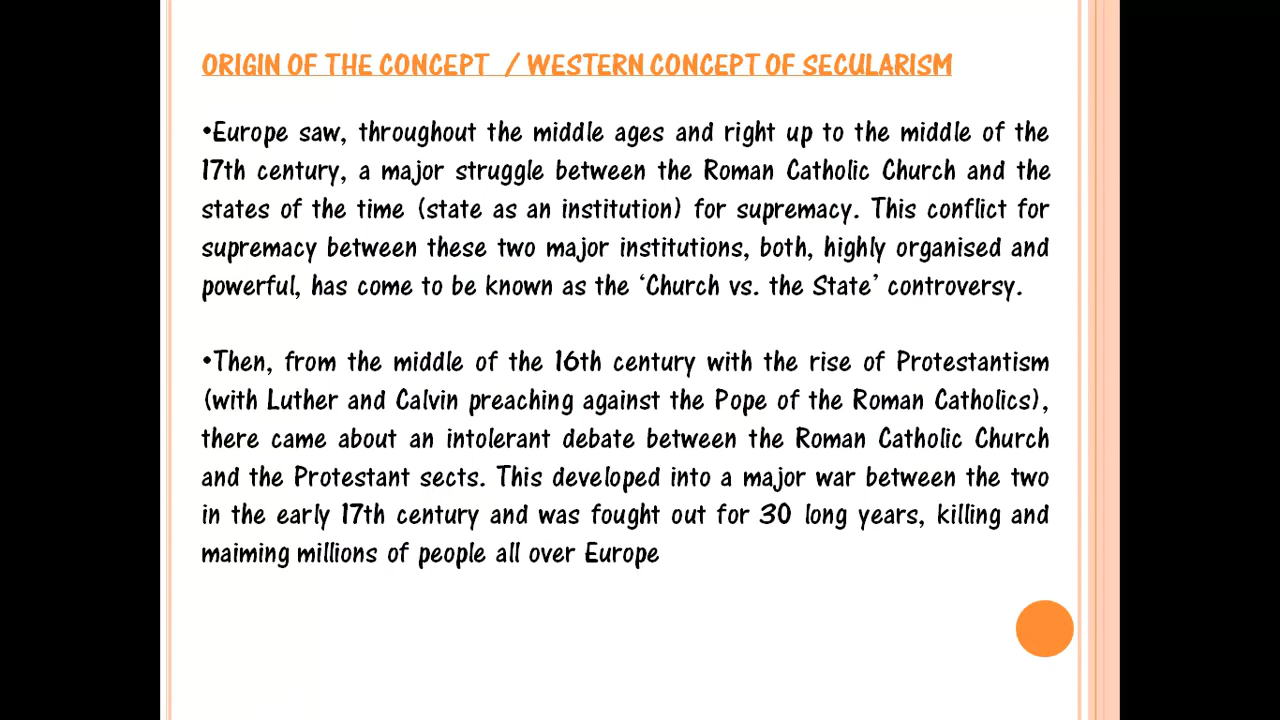 ORIGIN OF THE CONCEPT / WESTERN CONCEPT OF SECULARISM
•Europe saw, throughout the middle ages and right up to the middle of the
17th century, a major struggle between the Roman Catholic Church and the
states of the time (state as an institution) for supremacy. This conflict for
supremacy between these two major institutions, both, highly organised and
powerful, has come to be known as the ‘Church vs. the State’ controversy.
•Then, from the middle of the 16th century with the rise of Protestantism
(with Luther and Calvin preaching against the Pope of the Roman Catholics),
there came about an intolerant debate between the Roman Catholic Church
and the Protestant sects. This developed into a major war between the two
in the early 17th century and was fought out for 30 long years, killing and
maiming millions of people all over Europe